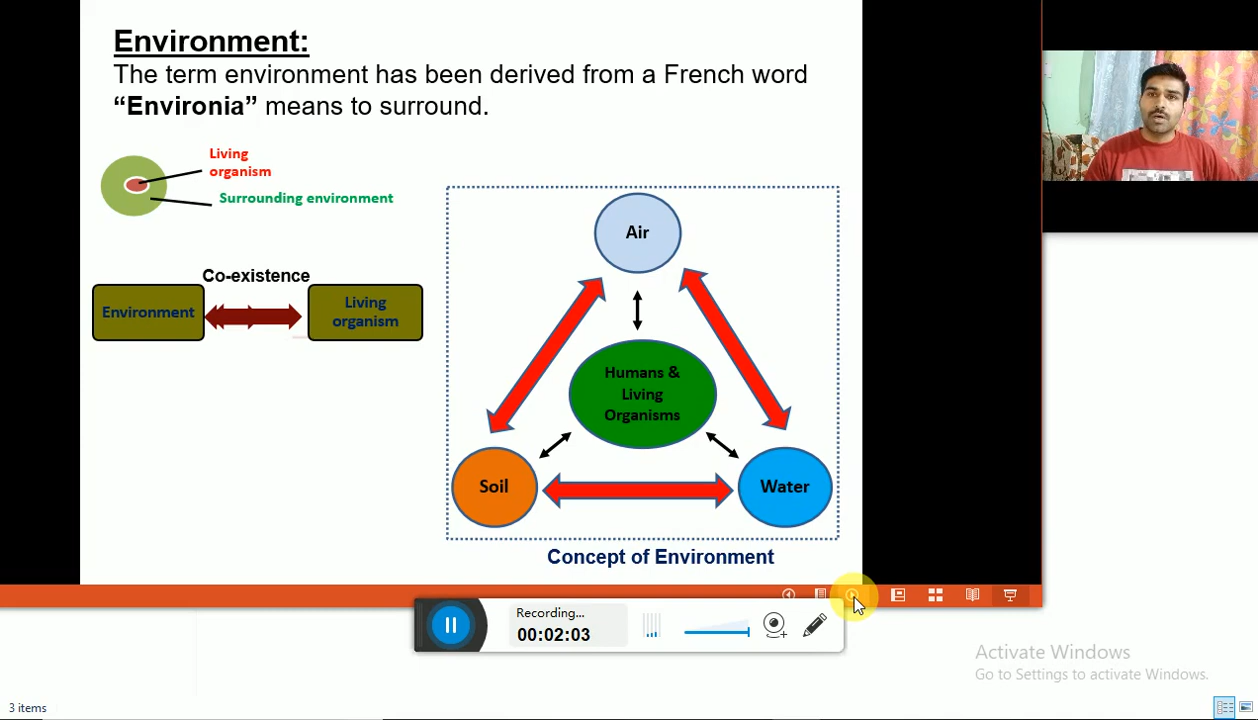 Environment:
The term environment has been derived from a French word
“Environia” means to surround.
Living
organism
Surrounding environment
Co-existence
Environment
Living
organism
Air
Humans &
Living
Organisms
Soil
Water
Concept of Environment
Recording...
00:02:03
Activate Windows
Go to Settings to activate Windows.
3 items